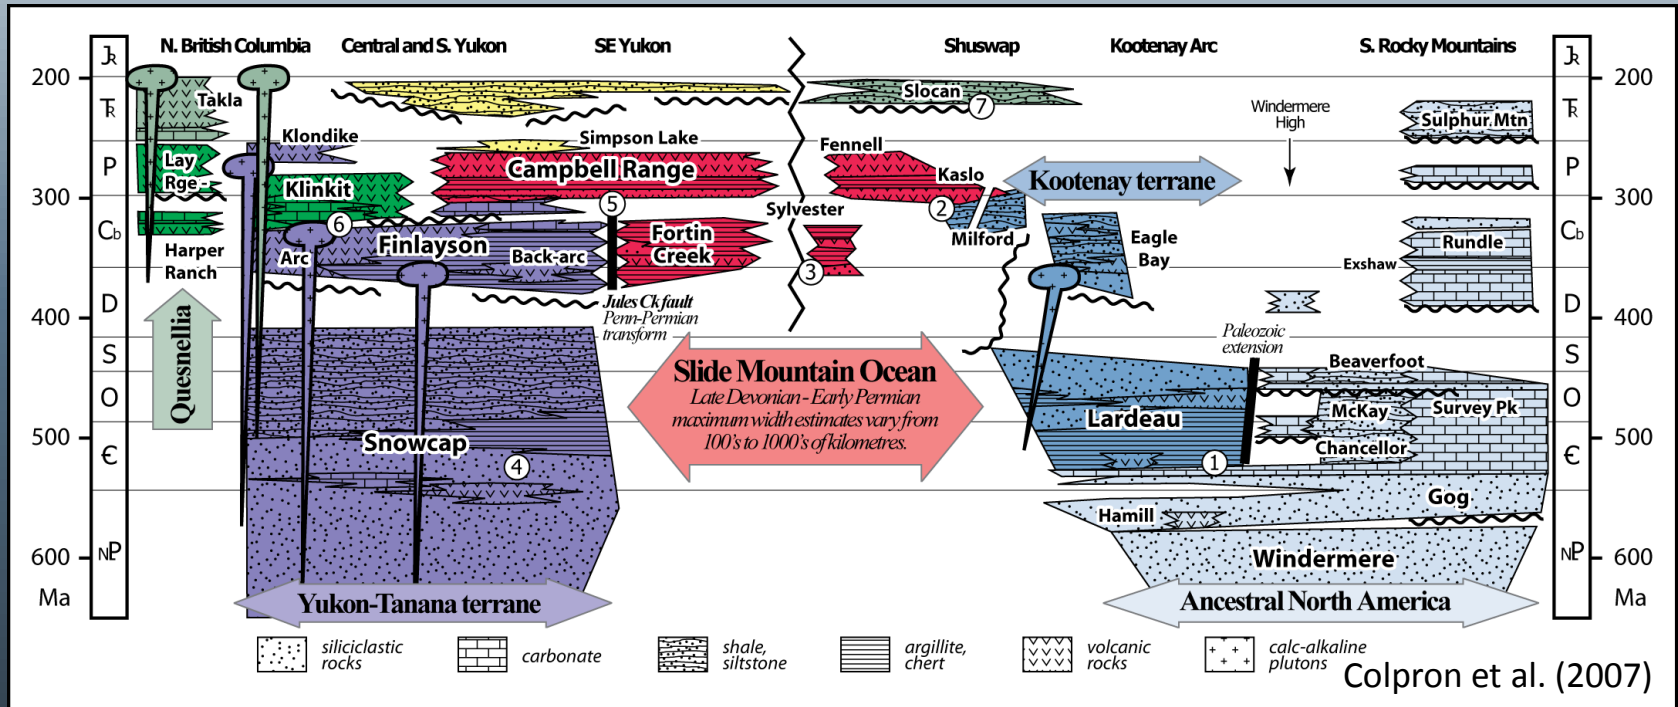 N. British Columbia
Central and S. Yukon
SE Yukon
Shuswap
Kootenay Arc
S. Rocky Mountains
JR
200
TR
P
300
Cb
D
400
S
O
500
Є
600
NP
Ma
JR
200
TR
P
300
Cb
D
400
S
O
500
Є
600
NP
Ma
Takla
Lay
Rge-
Harper
Ranch
Quesnellia
Klondike
Klinkit
6
Arc
Finlayson
Back-arc
Simpson Lake
Campbell Range
5
Fortin
Creek
Jules Ck fault
Penn-Permian
transform
Snowcap
4
Yukon-Tanana terrane
Sylvester
3
Slide Mountain Ocean
Late Devonian - Early Permian
maximum width estimates vary from
100's to 1000's of kilometres.
Slocan
7
Fennell
Kaslo
2
Milford
Kootenay terrane
Eagle
Bay
Windermere
High
Sulphur Mtn
Rundle
Exshaw
Paleozoic
extension
Beaverfoot
McKay
Survey Pk
Chancellor
Lardeau
1
Gog
Hamill
Windermere
Ancestral North America
siliciclastic
rocks
carbonate
shale,
siltstone
argillite,
chert
volcanic
rocks
calc-alkaline
plutons
Colpron et al. (2007)